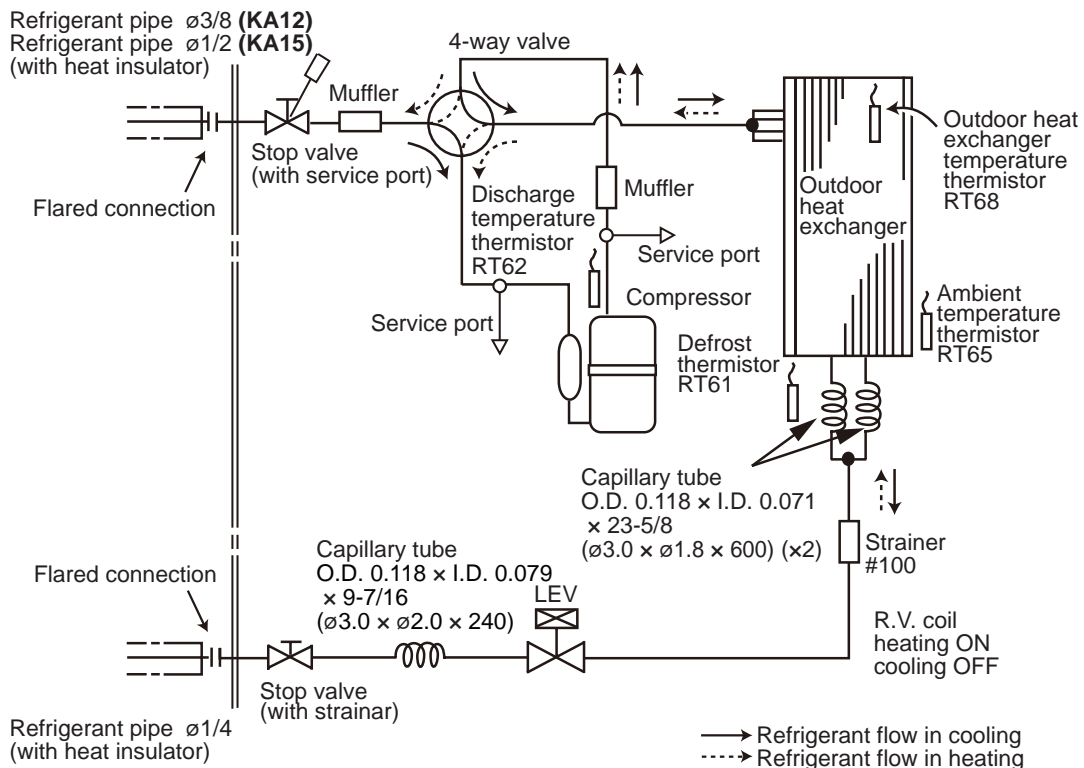 Refrigerant pipe ø3/8 (KA12)
Refrigerant pipe ø1/2 (KA15)
(with heat insulator)
4-way valve
Muffler
Stop valve
(with service port)
Flared connection
Discharge
temperature
thermistor
RT62
Muffler
Service port
Service port
Compressor
Outdoor
heat
exchanger
Outdoor heat
exchanger
temperature
thermistor
RT68
Ambient
temperature
thermistor
RT65
Defrost
thermistor
RT61
Capillary tube
O.D. 0.118 × I.D. 0.071
× 23-5/8
(ø3.0 × ø1.8 × 600) (×2)
Strainer
#100
Flared connection
Capillary tube
O.D. 0.118 × I.D. 0.079
× 9-7/16
(ø3.0 × ø2.0 × 240)
LEV
R.V. coil
heating ON
cooling OFF
Stop valve
(with strainar)
Refrigerant pipe ø1/4
(with heat insulator)
Refrigerant flow in cooling
Refrigerant flow in heating